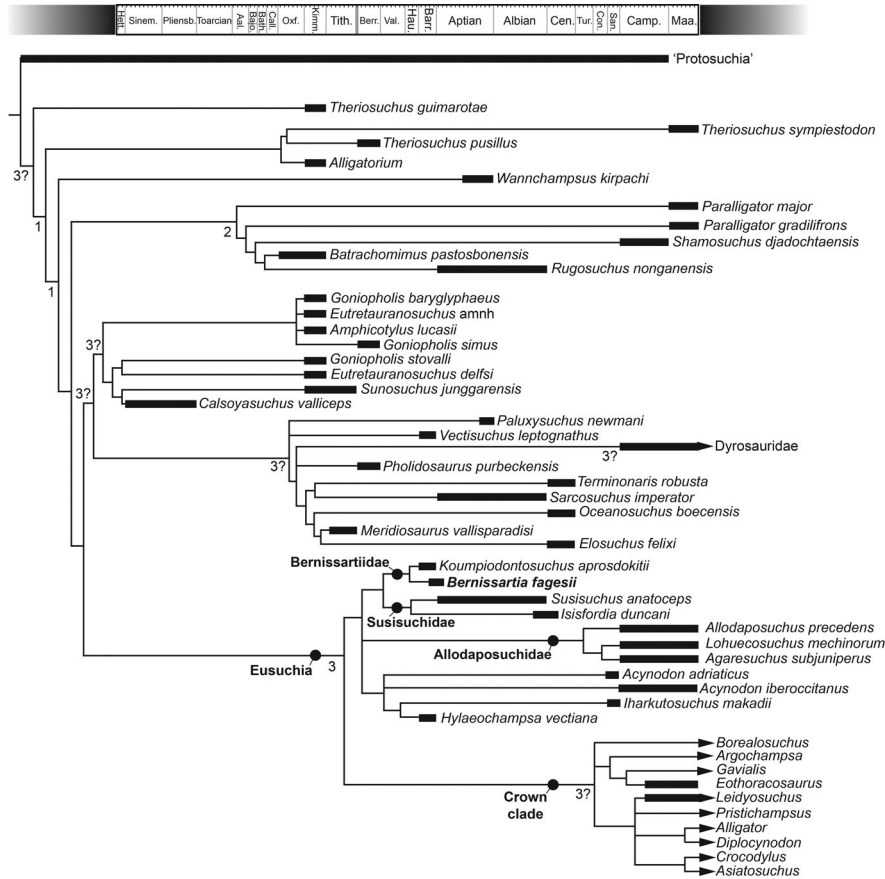 Hett. Sinem. Pliensb. Toarcian Aal. Bajo. Bath. Call. Oxf. Kimm. Tith. Berr. Val. Hau. Barr. Aptian Albian Cen. Tur. Con. San. Camp. Maa.
'Protosuchia'
Theriosuchus guimarotae
Theriosuchus sympiestodon
Theriosuchus pusillus
Alligatorium
3?
Wannchampsus kirpachi
Paralligator major
1
2
Paralligator gradilifrons
Shamosuchus djadochtaensis
Batrachomimus pastosbonensis
Rugosuchus nonganensis
1
Goniopholis baryglyphaeus
Eutretauranosuchus amnh
Amphicotylus lucasii
3?
Goniopholis simus
Goniopholis stovalli
Eutretauranosuchus delfsi
3?
Sunosuchus junggarensis
Calsoyasuchus valliceps
Paluxysuchus newmani
Vectisuchus leptognathus
3?
Dyrosauridae
3?
Pholidosaurus purbeckensis
Terminonaris robusta
Sarcosuchus imperator
Oceanosuchus boecensis
Meridiosaurus vallisparadisi
Elosuchus felixi
Bernissartiidae
Koumpiodontosuchus aprosdokitii
Bernissartia fagesii
Susisuchus anatoceps
Susisuchidae
Isisfordia duncani
Allodaposuchus precedens
Lohuecosuchus mechinorum
Allodaposuchidae
Agaresuchus subjuniperus
Eusuchia
3
Acynodon adriaticus
Acynodon iberoccitanus
Iharkutosuchus makadii
Hylaeochampsa vectiana
Borealosuchus
Argochampsa
Gavialis
Eothoracosaurus
Crown
clade
3?
Leidyosuchus
Pristichampsus
Alligator
Diplocynodon
Crocodylus
Asiatosuchus